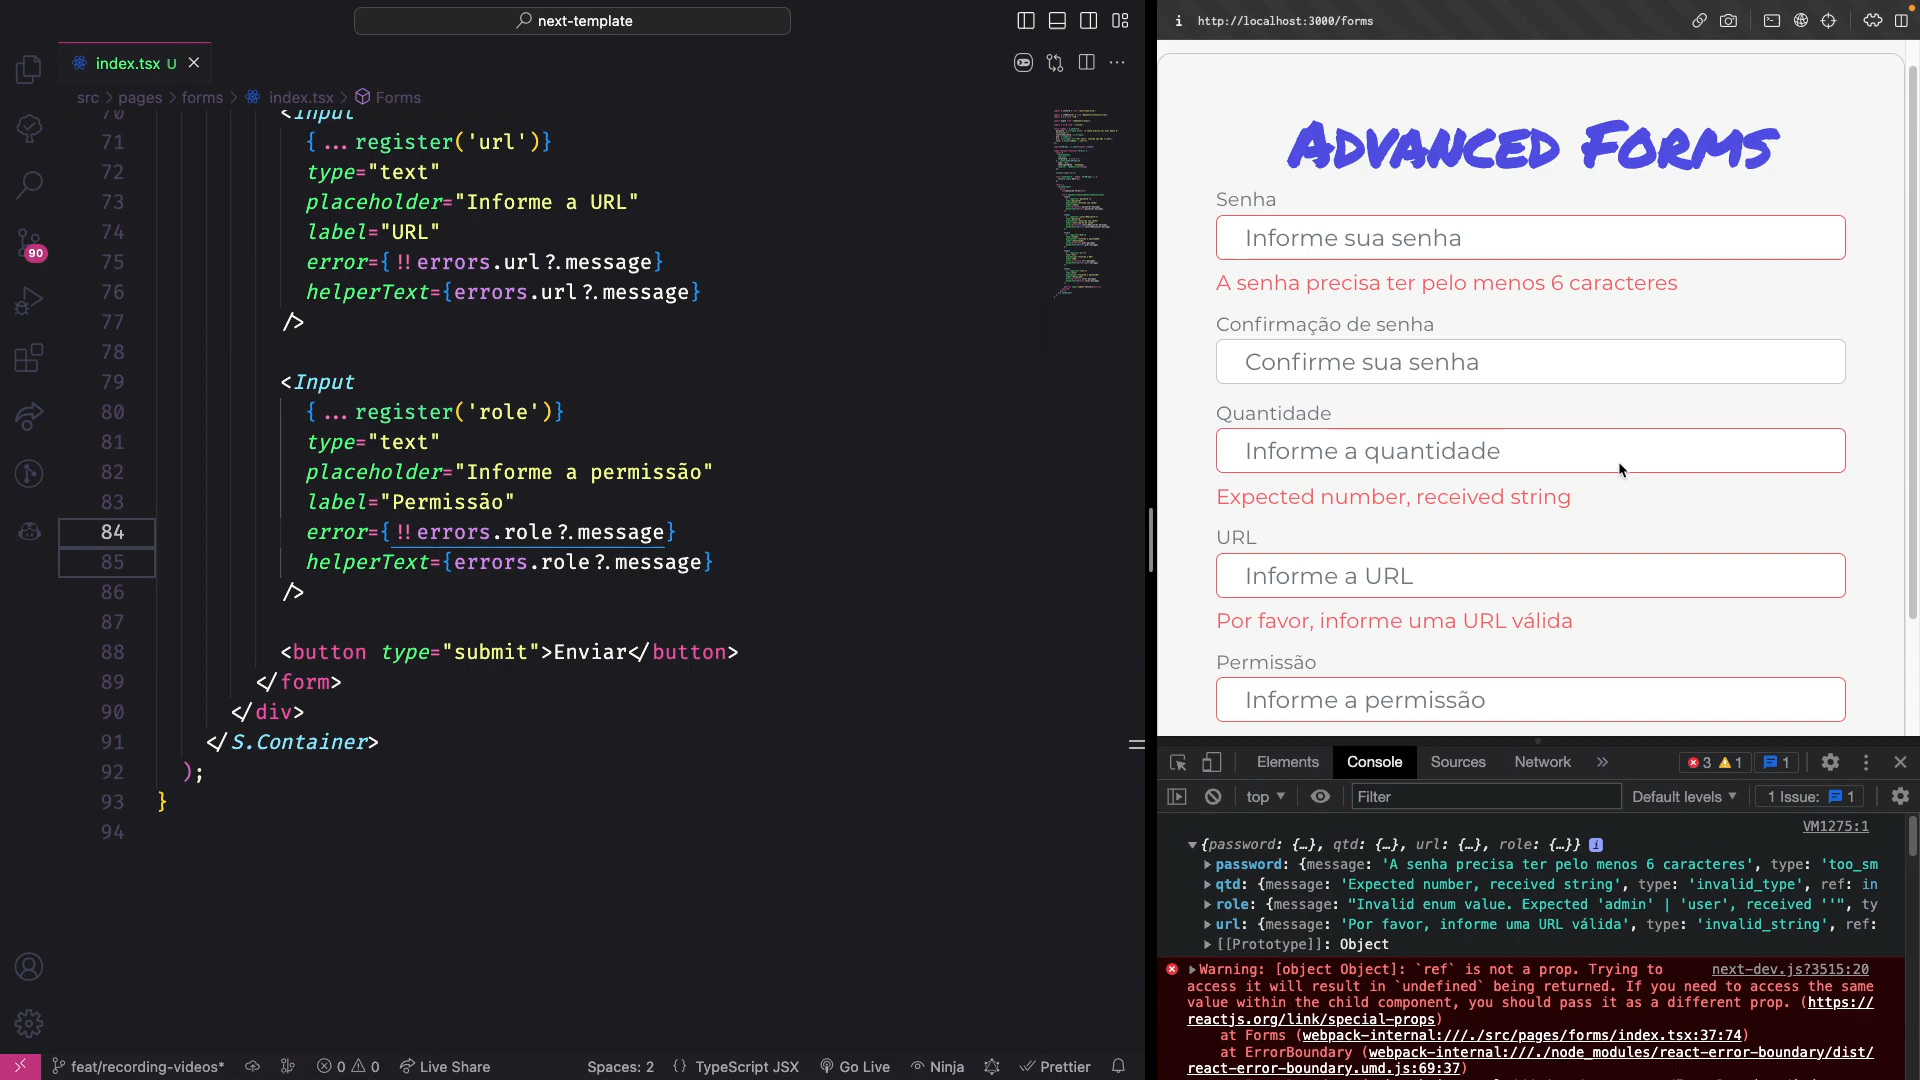 next-template
index.tsx U
src > pages > forms > index.tsx > Forms
70 <Input
71 {...register('url')}
72 type="text"
73 placeholder="Informe a URL"
74 label="URL"
75 error={!!errors.url?.message}
76 helperText={errors.url?.message}
77 />
78
79 <Input
80 {...register('role')}
81 type="text"
82 placeholder="Informe a permissão"
83 label="Permissão"
84 error={!!errors.role?.message}
85 helperText={errors.role?.message}
86 />
87
88 <button type="submit">Enviar</button>
89 </form>
90 </div>
91 </S.Container>
92 );
93 }
94
90
feat/recording-videos* 0 0 Live Share Spaces: 2 {} TypeScript JSX Go Live Ninja Prettier
http://localhost:3000/forms
Advanced Forms
Senha
Informe sua senha
A senha precisa ter pelo menos 6 caracteres
Confirmação de senha
Confirme sua senha
Quantidade
Informe a quantidade
Expected number, received string
URL
Informe a URL
Por favor, informe uma URL válida
Permissão
Informe a permissão
Elements Console Sources Network » 3 1 1
top Filter Default levels 1 Issue: 1
VM1275:1
{password: {…}, qtd: {…}, url: {…}, role: {…}}
password: {message: 'A senha precisa ter pelo menos 6 caracteres', type: 'too_sm
qtd: {message: 'Expected number, received string', type: 'invalid_type', ref: in
role: {message: "Invalid enum value. Expected 'admin' | 'user', received ''", ty
url: {message: 'Por favor, informe uma URL válida', type: 'invalid_string', ref:
[[Prototype]]: Object
Warning: [object Object]: `ref` is not a prop. Trying to next-dev.js?3515:20
access it will result in `undefined` being returned. If you need to access the same
value within the child component, you should pass it as a different prop. (https://
reactjs.org/link/special-props)
at Forms (webpack-internal:///./src/pages/forms/index.tsx:37:74)
at ErrorBoundary (webpack-internal:///./node_modules/react-error-boundary/dist/
react-error-boundary.umd.js:69:37)